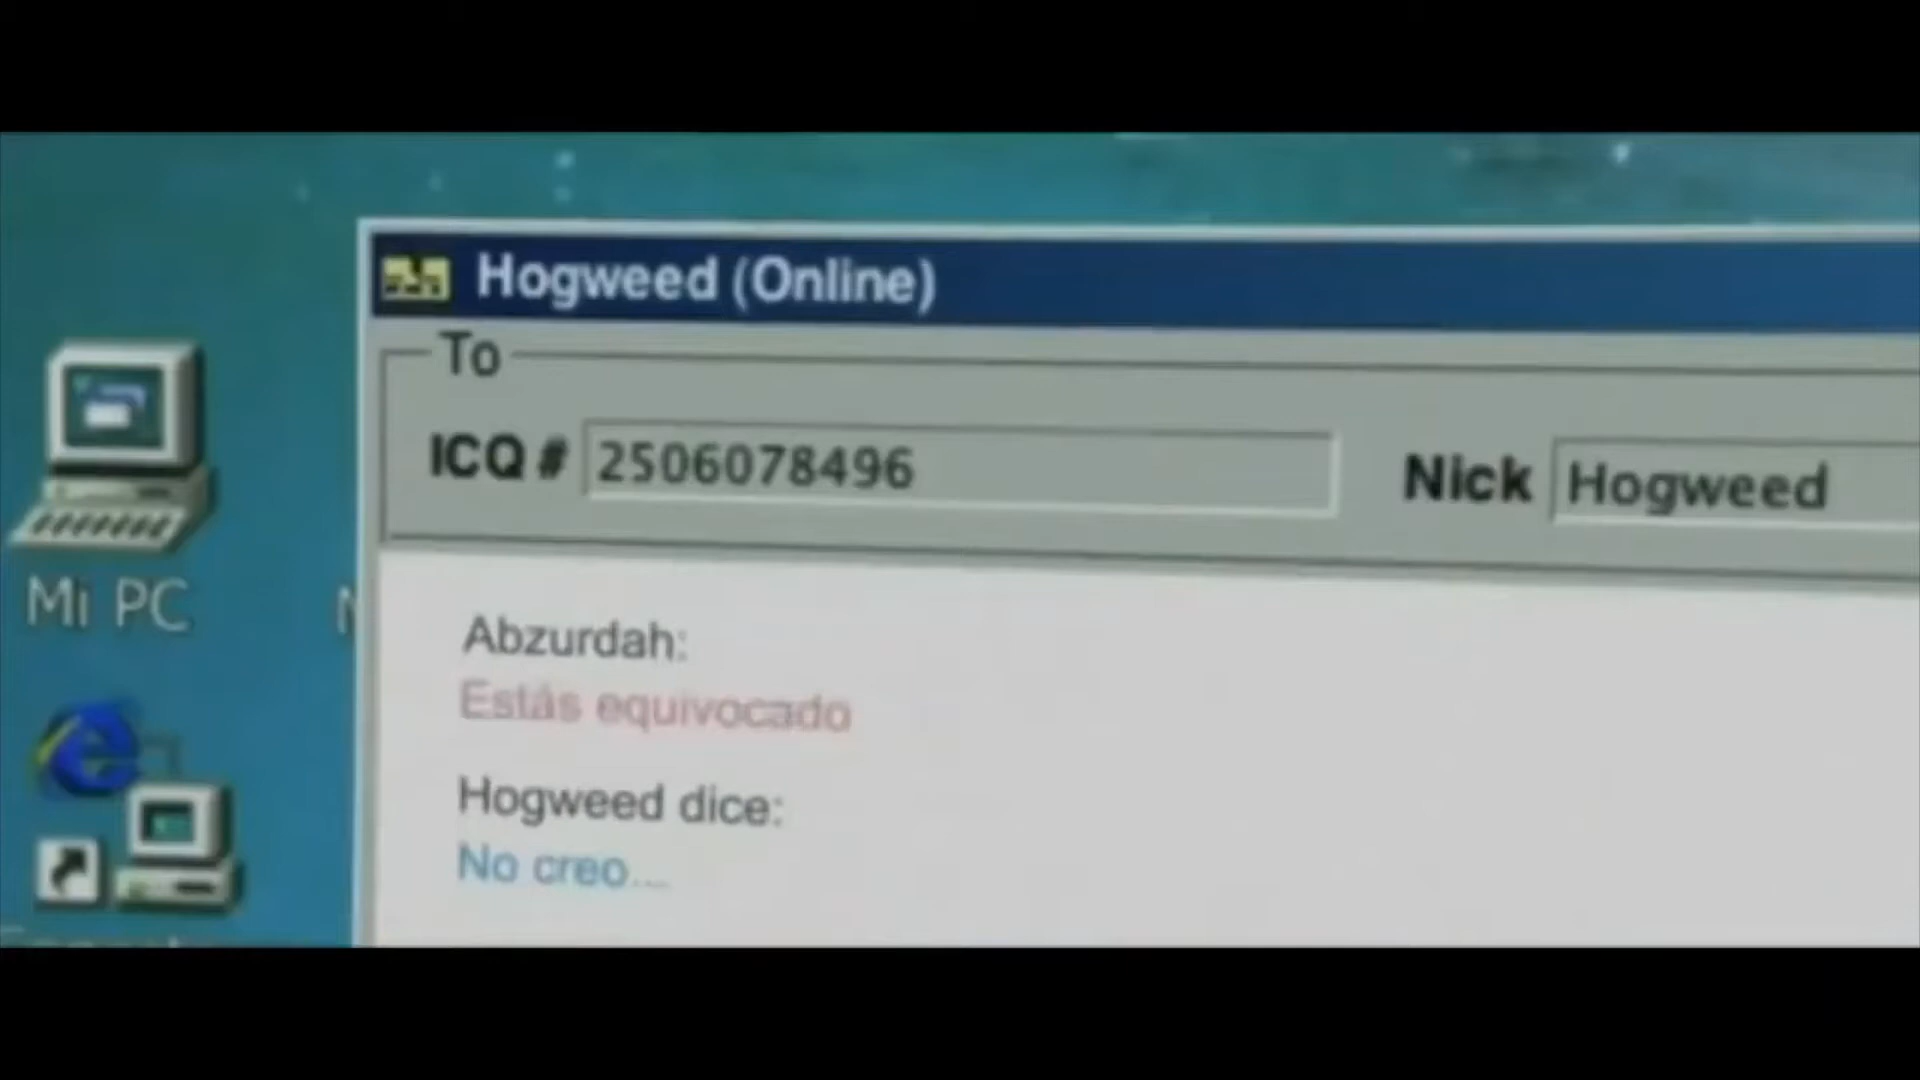 Hogweed (Online)
To
ICQ # 2506078496 Nick Hogweed
Mi PC
Abzurdah:
Estás equivocado
Hogweed dice:
No creo...